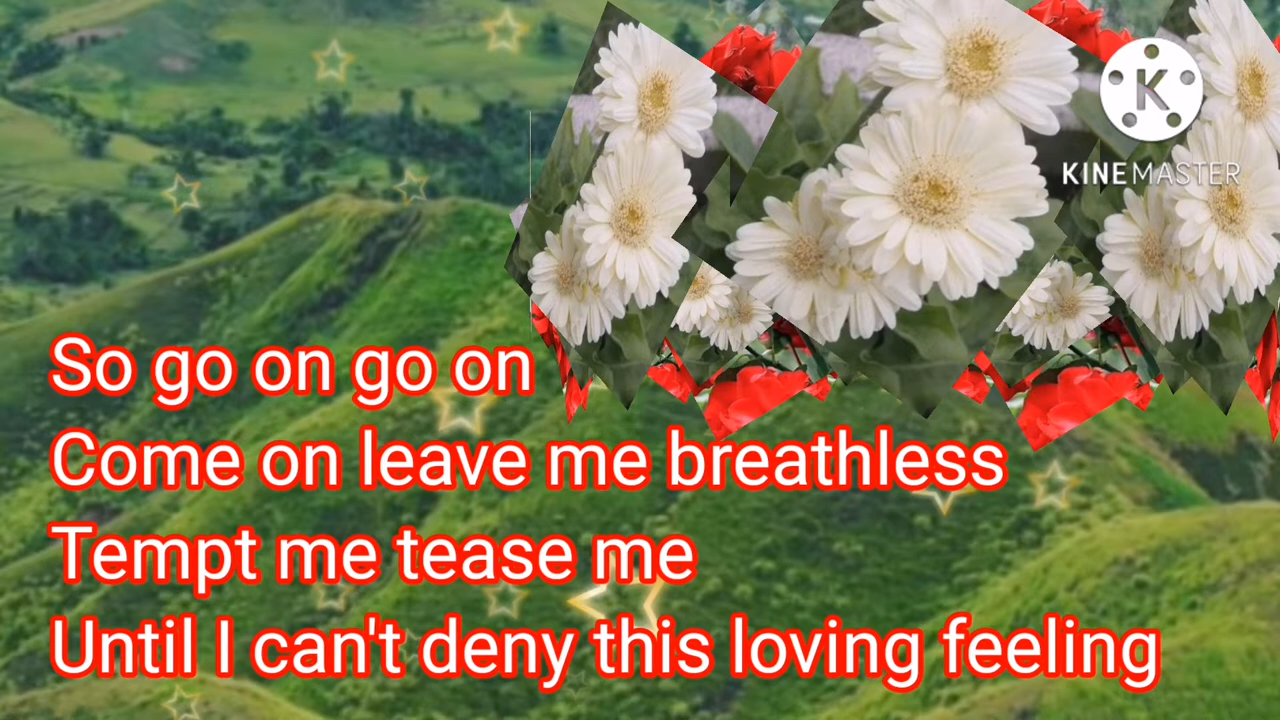 K
KINEMASTER
So go on go on
Come on leave me breathless
Tempt me tease me
Until I can't deny this loving feeling